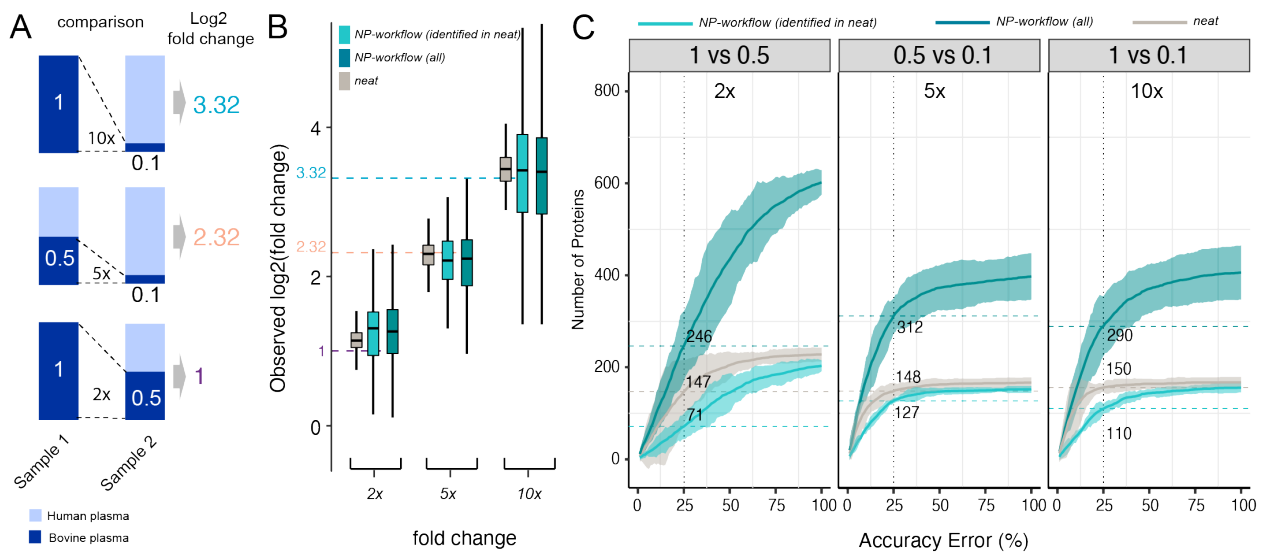 A
comparison
Log2
fold change
1
10x
0.1
3.32
0.5
5x
0.1
2.32
1
2x
0.5
1
Sample 1
Sample 2
Human plasma
Bovine plasma
B
NP-workflow (identified in neat)
NP-workflow (all)
neat
Observed log2(fold change)
4
3.32
2.32
2
1
0
2x
5x
10x
fold change
C
NP-workflow (identified in neat)
NP-workflow (all)
neat
1 vs 0.5
0.5 vs 0.1
1 vs 0.1
2x
5x
10x
Number of Proteins
800
600
400
200
0
246
147
71
312
148
127
290
150
110
0 25 50 75 100
0 25 50 75 100
0 25 50 75 100
Accuracy Error (%)